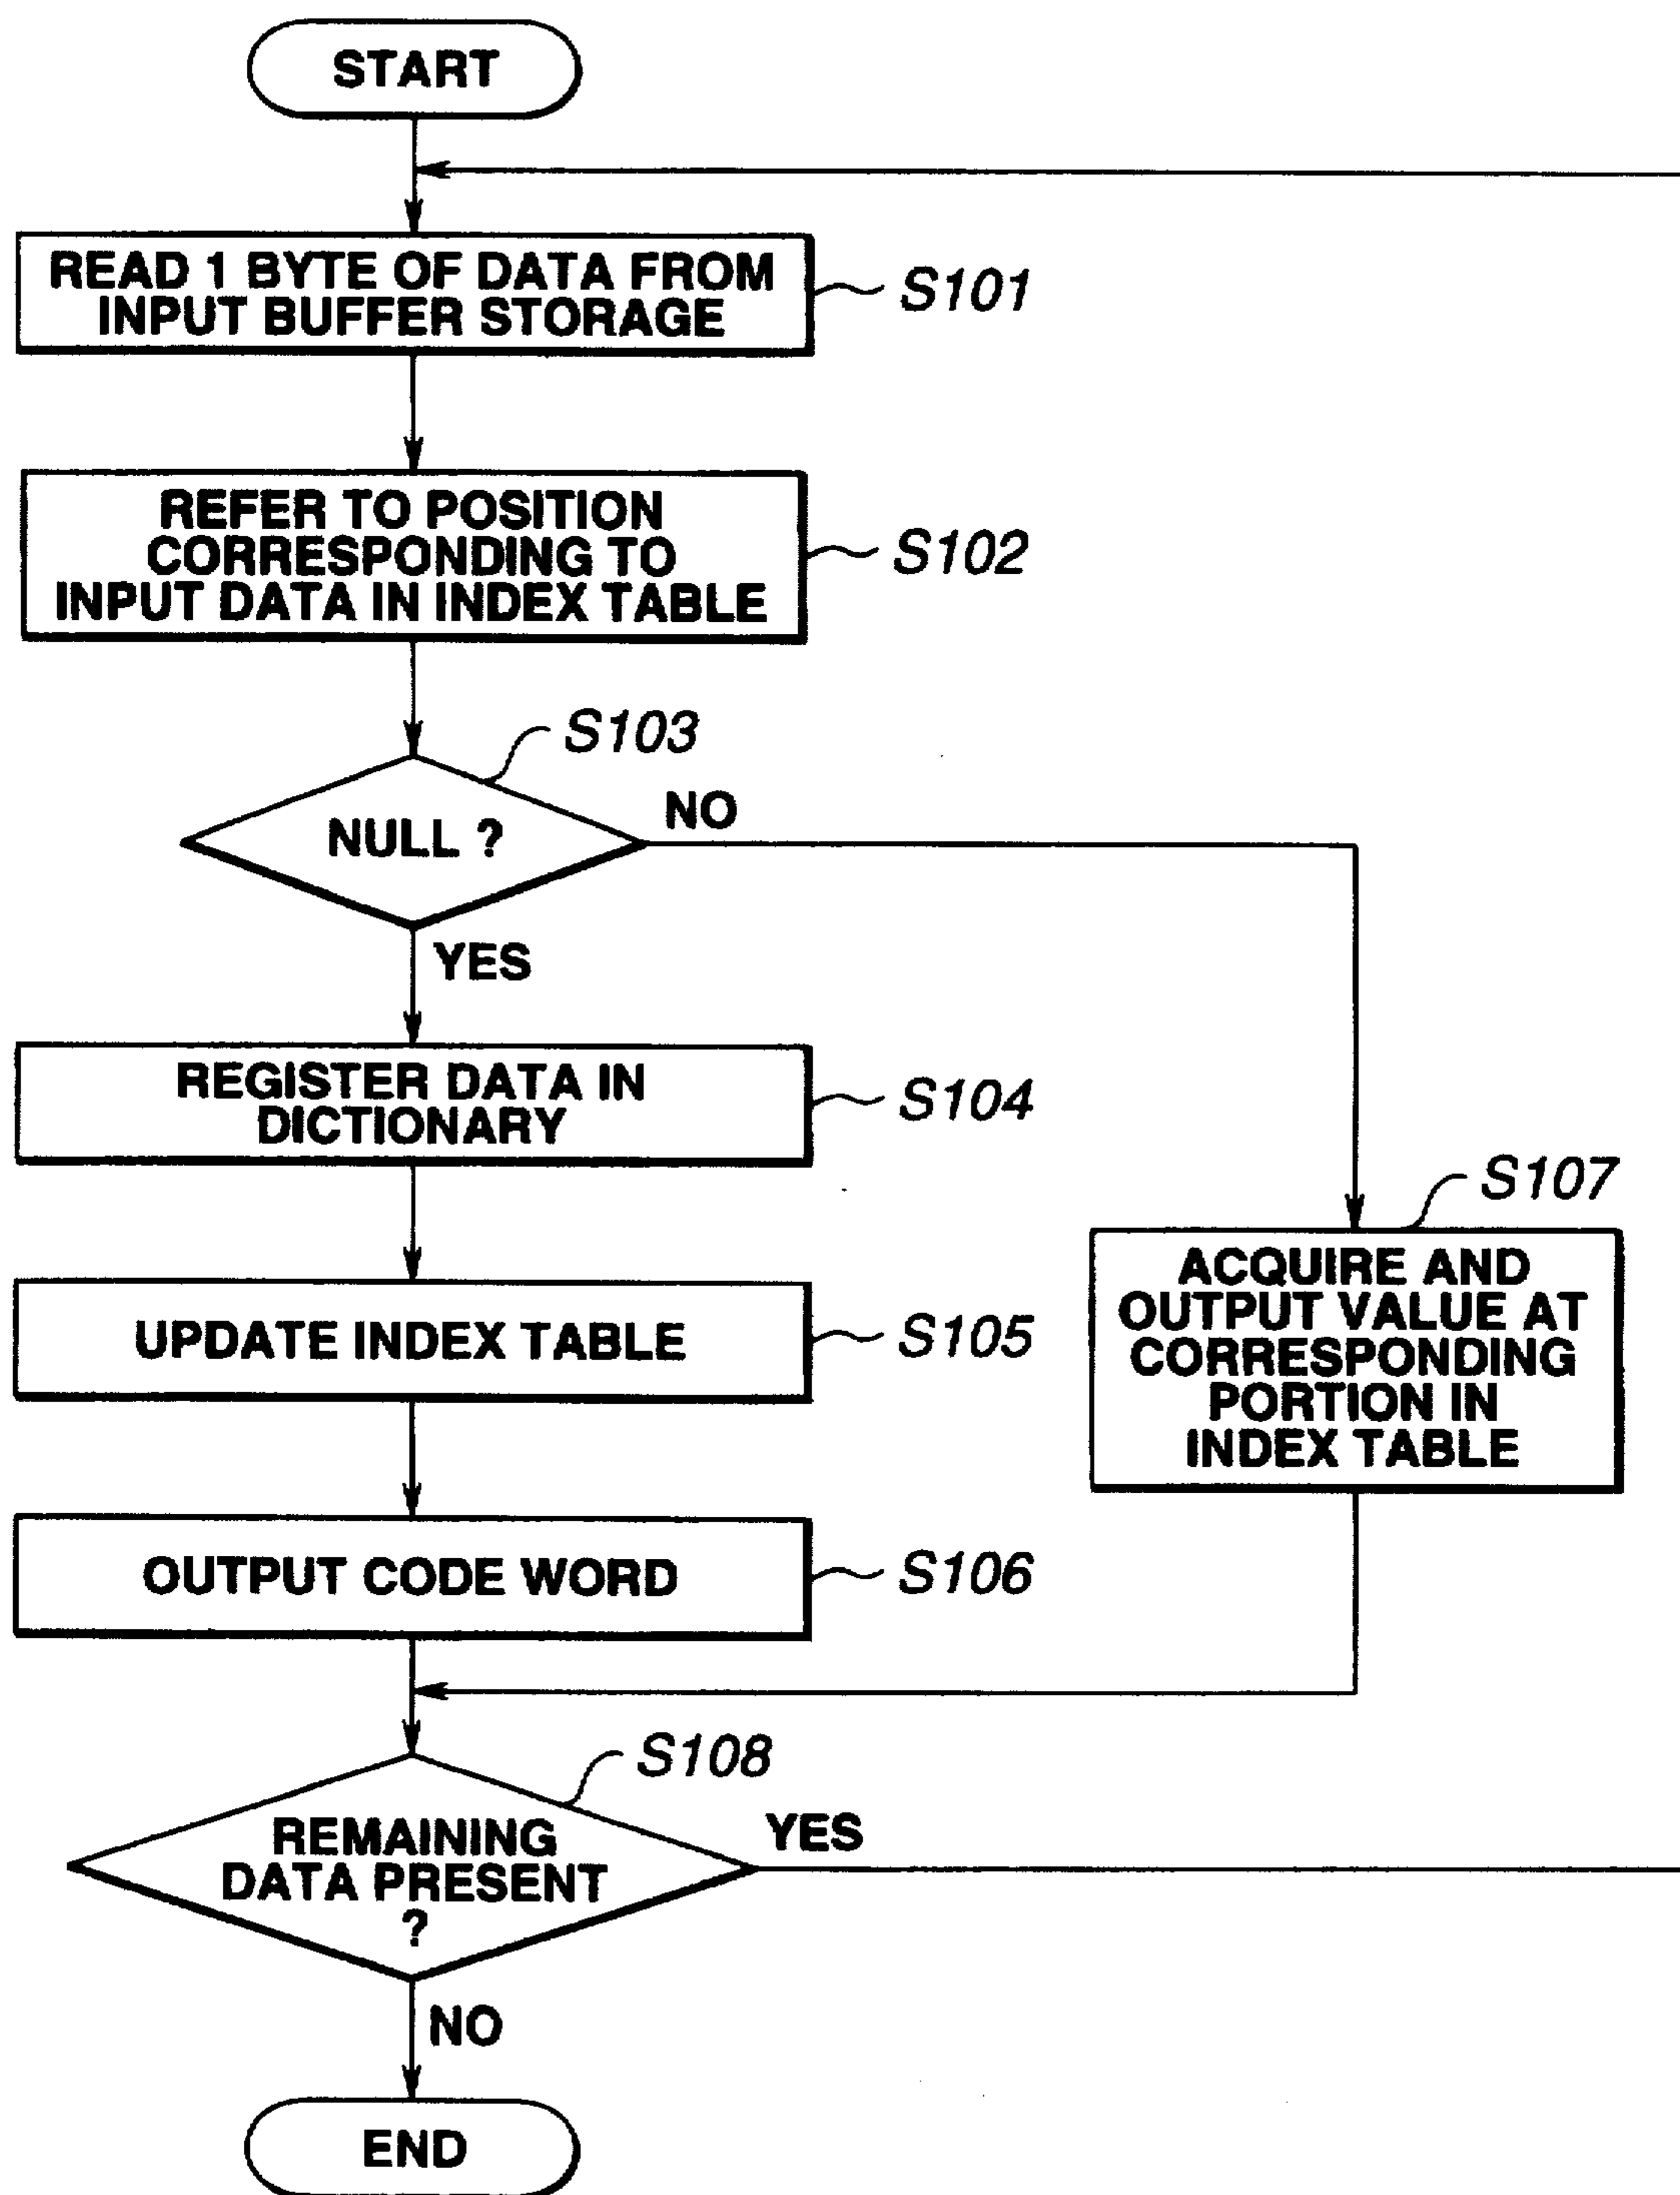 START
READ 1 BYTE OF DATA FROM
INPUT BUFFER STORAGE
S101
REFER TO POSITION
CORRESPONDING TO
INPUT DATA IN INDEX TABLE
S102
S103
NULL ?
NO
YES
REGISTER DATA IN
DICTIONARY
S104
UPDATE INDEX TABLE
S105
S107
ACQUIRE AND
OUTPUT VALUE AT
CORRESPONDING
PORTION IN
INDEX TABLE
OUTPUT CODE WORD
S106
S108
REMAINING
DATA PRESENT
?
YES
NO
END